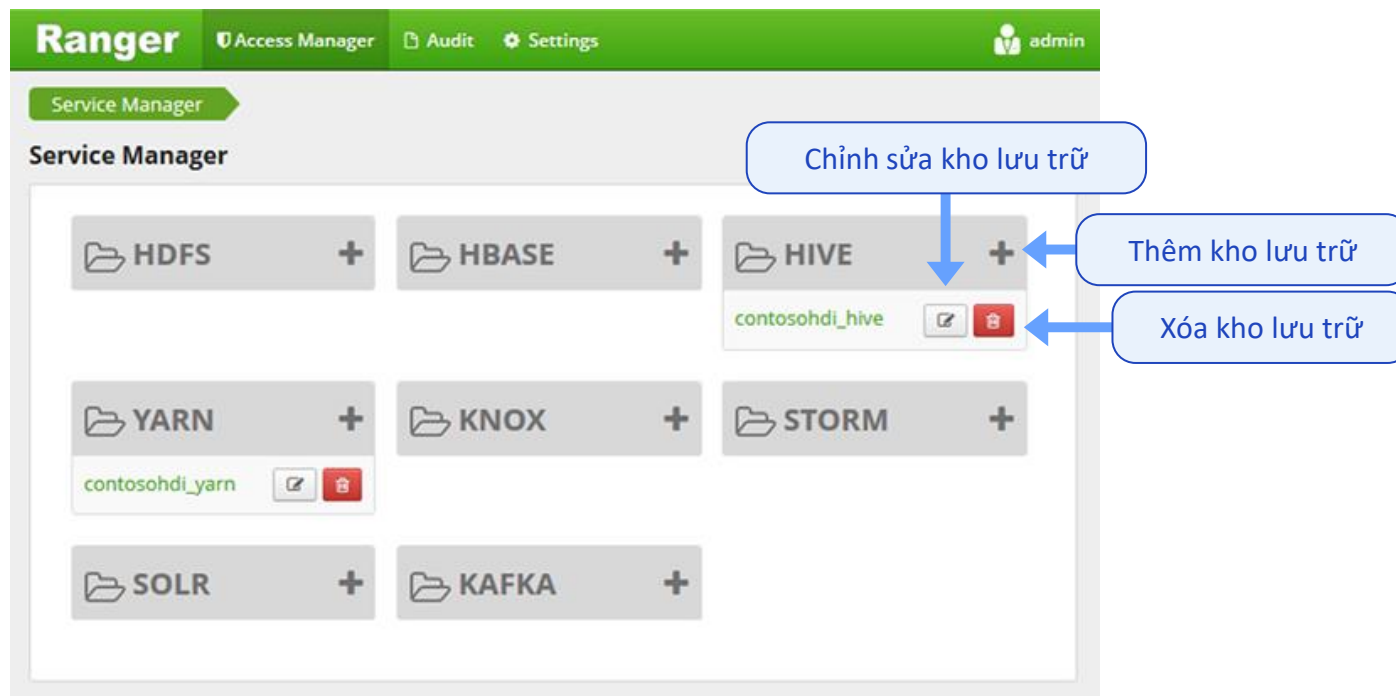 Ranger Access Manager Audit Settings admin
Service Manager
Service Manager
Chỉnh sửa kho lưu trữ
HDFS HBASE HIVE
Thêm kho lưu trữ
contosohdi_hive
Xóa kho lưu trữ
YARN KNOX STORM
contosohdi_yarn
SOLR KAFKA